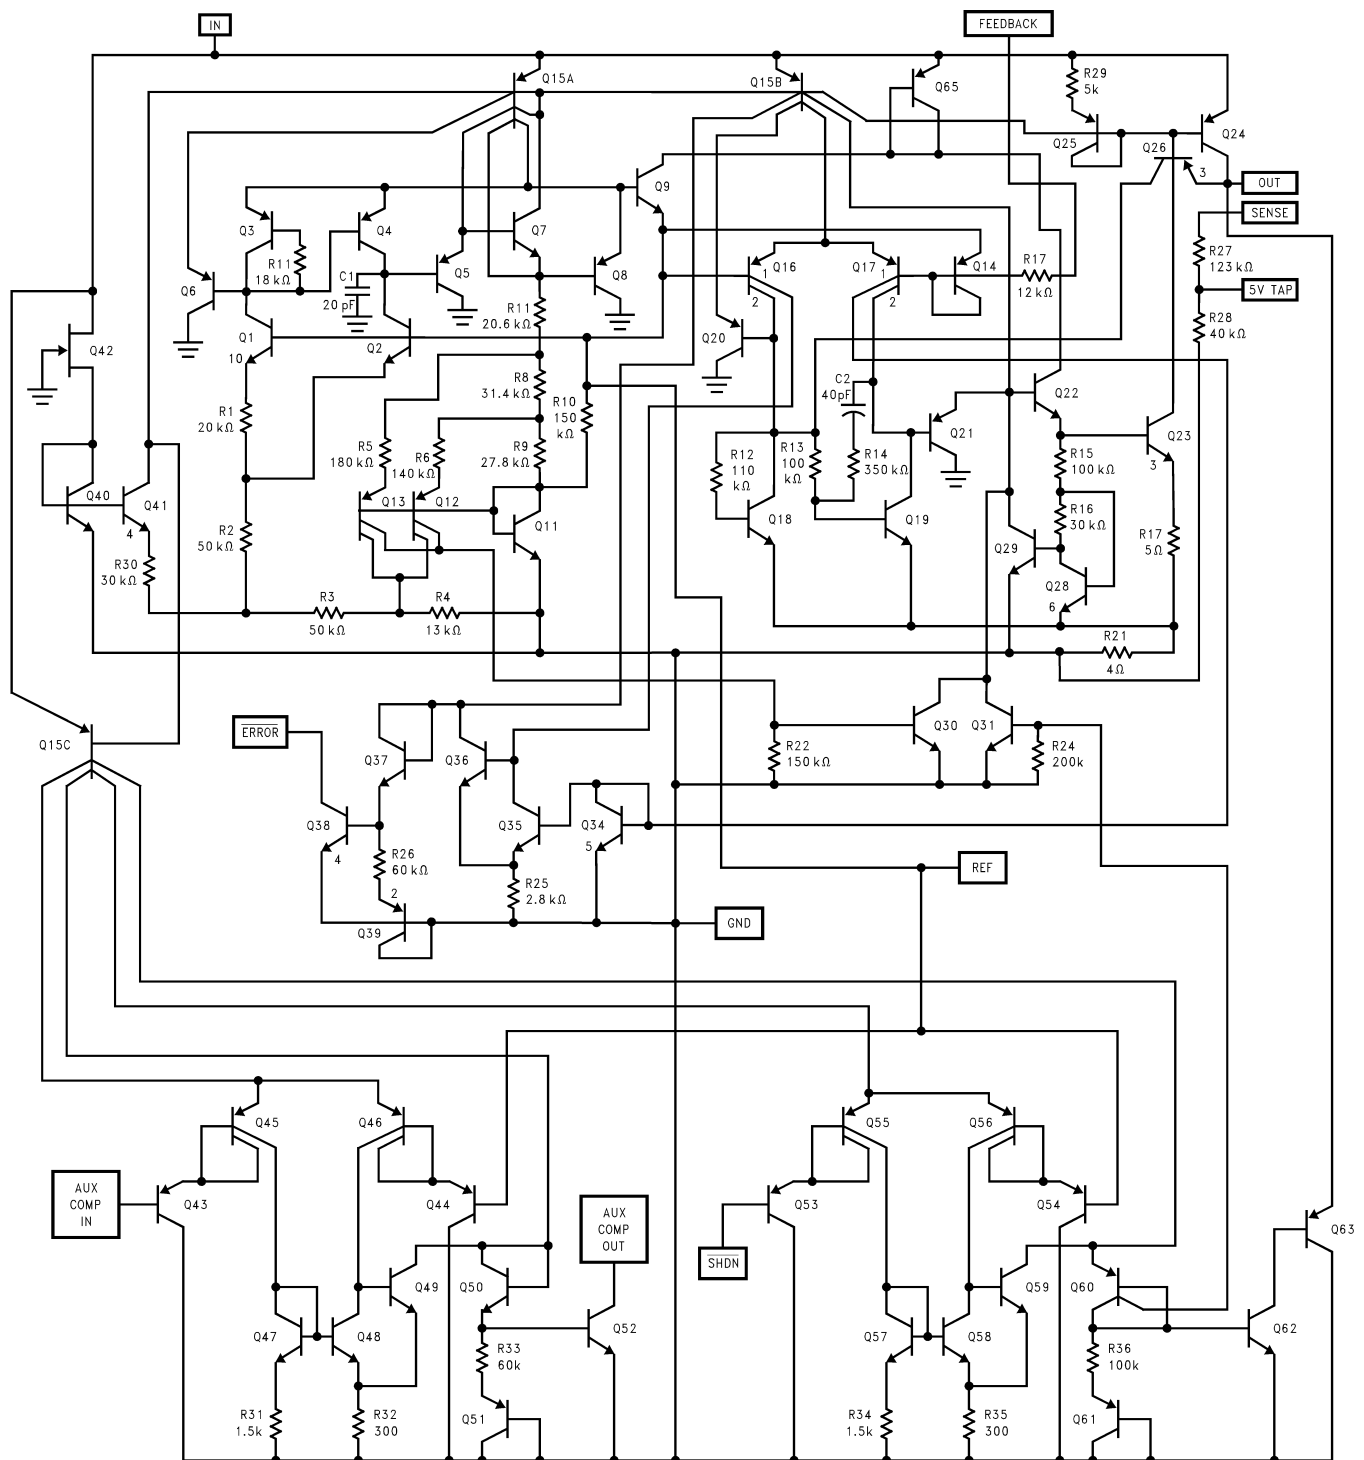 IN
FEEDBACK
Q15A
Q15B
Q65
R29
5k
Q25
Q24
Q26
3
OUT
SENSE
Q9
Q3
R11
18 kΩ
Q4
C1
20 pF
Q5
Q7
Q8
Q6
Q16
1
2
Q17
1
2
Q14
R17
12 kΩ
R27
123 kΩ
5V TAP
R28
40 kΩ
Q42
Q1
10
Q2
R11
20.6 kΩ
Q20
R8
31.4 kΩ
R10
150
kΩ
C2
40pF
Q22
Q21
Q23
3
R1
20 kΩ
R5
180 kΩ
R6
140 kΩ
R9
27.8 kΩ
R12
110
kΩ
R13
100
kΩ
R14
350 kΩ
R15
100 kΩ
Q40
Q41
4
Q13
Q12
Q11
Q18
Q19
R16
30 kΩ
R2
50 kΩ
R17
5Ω
Q29
Q28
6
R30
30 kΩ
R3
50 kΩ
R4
13 kΩ
R21
4Ω
Q15C
ERROR
Q37
Q36
R22
150 kΩ
Q30
Q31
R24
200k
Q38
4
R26
60 kΩ
2
Q35
Q34
5
R25
2.8 kΩ
REF
Q39
GND
Q45
Q46
Q55
Q56
AUX
COMP
IN
Q43
Q44
AUX
COMP
OUT
Q53
Q54
SHDN
Q63
Q49
Q50
Q59
Q60
Q47
Q48
R33
60k
Q52
Q57
Q58
R36
100k
Q62
R31
1.5k
R32
300
Q51
R34
1.5k
R35
300
Q61